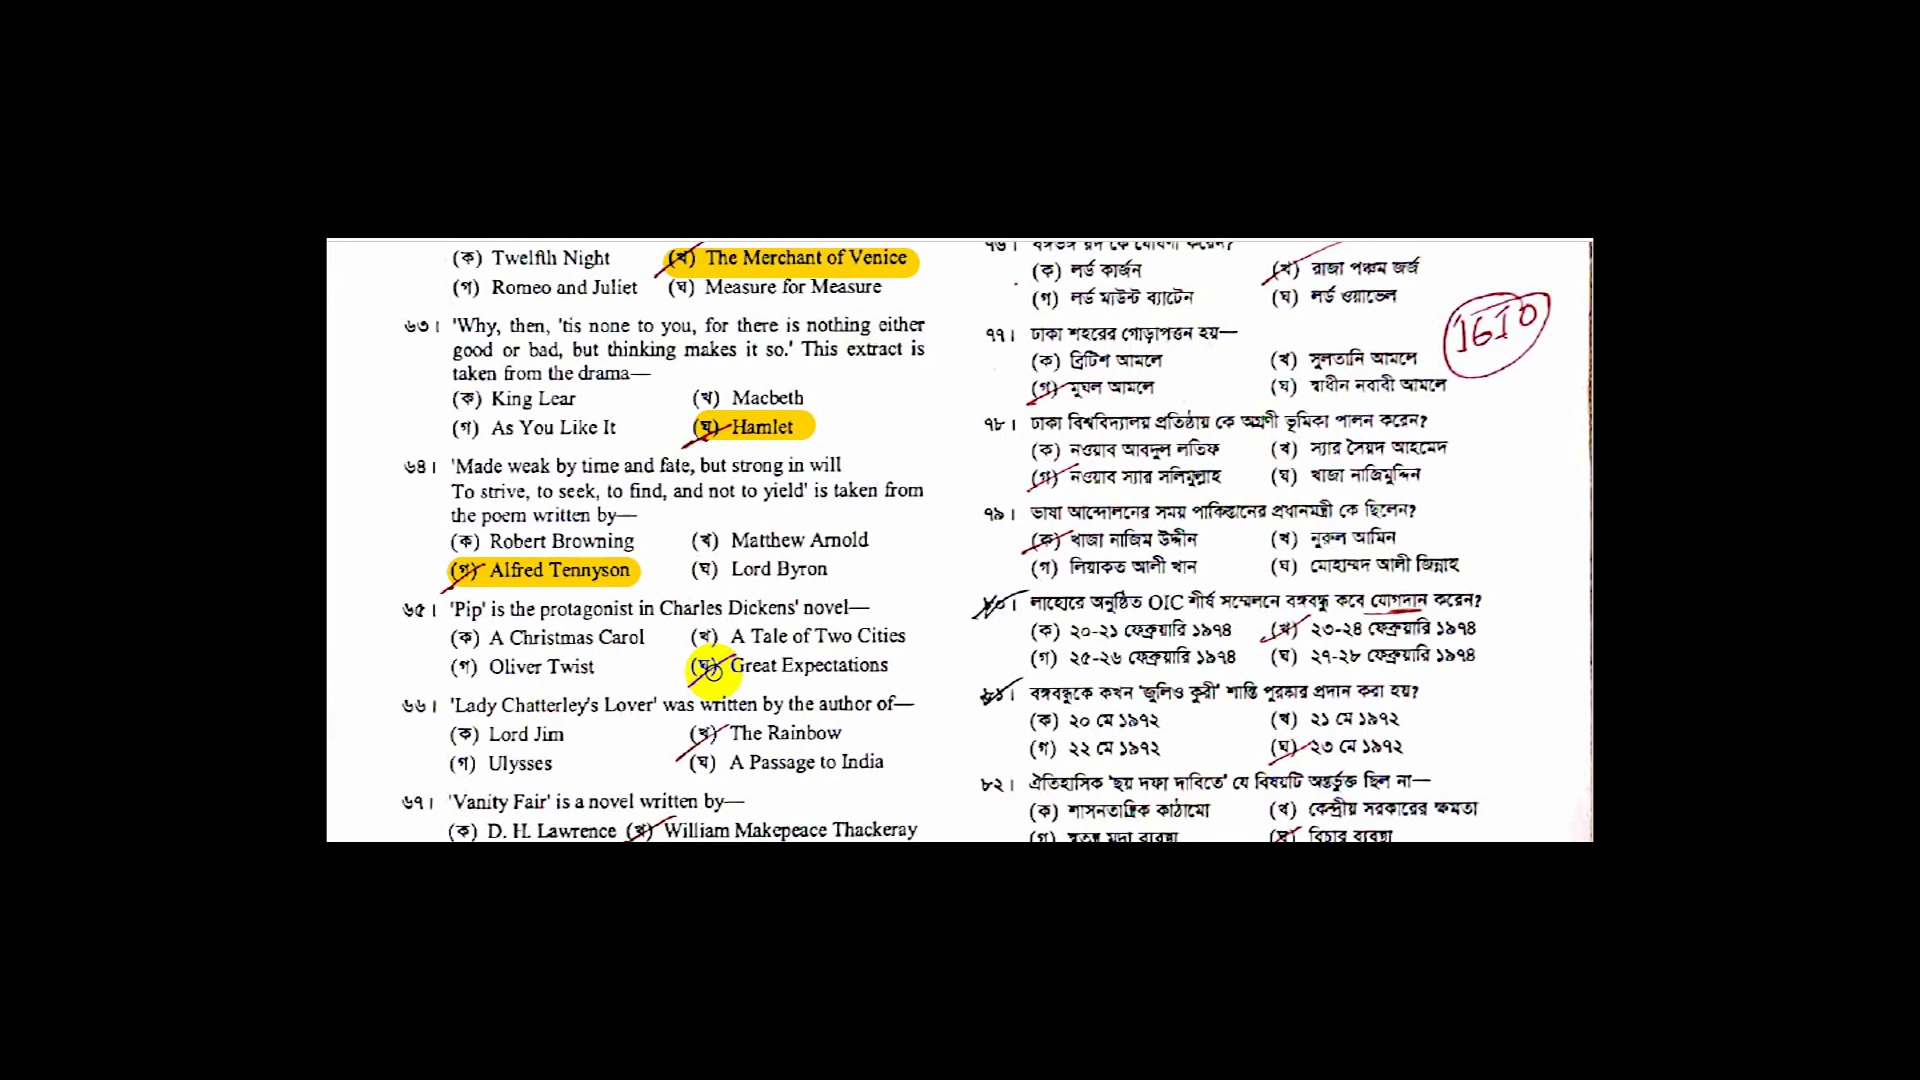 (ক) Twelfth Night (খ) The Merchant of Venice
(গ) Romeo and Juliet (ঘ) Measure for Measure
৬৩। 'Why, then, 'tis none to you, for there is nothing either
good or bad, but thinking makes it so.' This extract is
taken from the drama—
(ক) King Lear (খ) Macbeth
(গ) As You Like It (ঘ) Hamlet
৬৪। 'Made weak by time and fate, but strong in will
To strive, to seek, to find, and not to yield' is taken from
the poem written by—
(ক) Robert Browning (খ) Matthew Arnold
(গ) Alfred Tennyson (ঘ) Lord Byron
৬৫। 'Pip' is the protagonist in Charles Dickens' novel—
(ক) A Christmas Carol (খ) A Tale of Two Cities
(গ) Oliver Twist (ঘ) Great Expectations
৬৬। 'Lady Chatterley's Lover' was written by the author of—
(ক) Lord Jim (খ) The Rainbow
(গ) Ulysses (ঘ) A Passage to India
৬৭। 'Vanity Fair' is a novel written by—
(ক) D. H. Lawrence (খ) William Makepeace Thackeray
৭৬। বঙ্গভঙ্গ রদ কে ঘোষণা করেন?
(ক) লর্ড কার্জন (খ) রাজা পঞ্চম জর্জ
(গ) লর্ড মাউন্ট ব্যাটেন (ঘ) লর্ড ওয়াভেল
1610
৭৭। ঢাকা শহরের গোড়াপত্তন হয়—
(ক) ব্রিটিশ আমলে (খ) সুলতানি আমলে
(গ) মুঘল আমলে (ঘ) স্বাধীন নবাবী আমলে
৭৮। ঢাকা বিশ্ববিদ্যালয় প্রতিষ্ঠায় কে অগ্রণী ভূমিকা পালন করেন?
(ক) নওয়াব আবদুল লতিফ (খ) স্যার সৈয়দ আহমেদ
(গ) নওয়াব স্যার সলিমুল্লাহ (ঘ) খাজা নাজিমুদ্দিন
৭৯। ভাষা আন্দোলনের সময় পাকিস্তানের প্রধানমন্ত্রী কে ছিলেন?
(ক) খাজা নাজিম উদ্দীন (খ) নুরুল আমিন
(গ) লিয়াকত আলী খান (ঘ) মোহাম্মদ আলী জিন্নাহ
৮০। লাহোরে অনুষ্ঠিত OIC শীর্ষ সম্মেলনে বঙ্গবন্ধু কবে যোগদান করেন?
(ক) ২০-২১ ফেব্রুয়ারি ১৯৭৪ (খ) ২৩-২৪ ফেব্রুয়ারি ১৯৭৪
(গ) ২৫-২৬ ফেব্রুয়ারি ১৯৭৪ (ঘ) ২৭-২৮ ফেব্রুয়ারি ১৯৭৪
৮১। বঙ্গবন্ধুকে কখন 'জুলিও কুরী' শান্তি পুরস্কার প্রদান করা হয়?
(ক) ২০ মে ১৯৭২ (খ) ২১ মে ১৯৭২
(গ) ২২ মে ১৯৭২ (ঘ) ২৩ মে ১৯৭২
৮২। ঐতিহাসিক 'ছয় দফা দাবিতে' যে বিষয়টি অন্তর্ভুক্ত ছিল না—
(ক) শাসনতান্ত্রিক কাঠামো (খ) কেন্দ্রীয় সরকারের ক্ষমতা
(গ) স্বতন্ত্র মুদ্রা ব্যবস্থা (ঘ) বিচার ব্যবস্থা